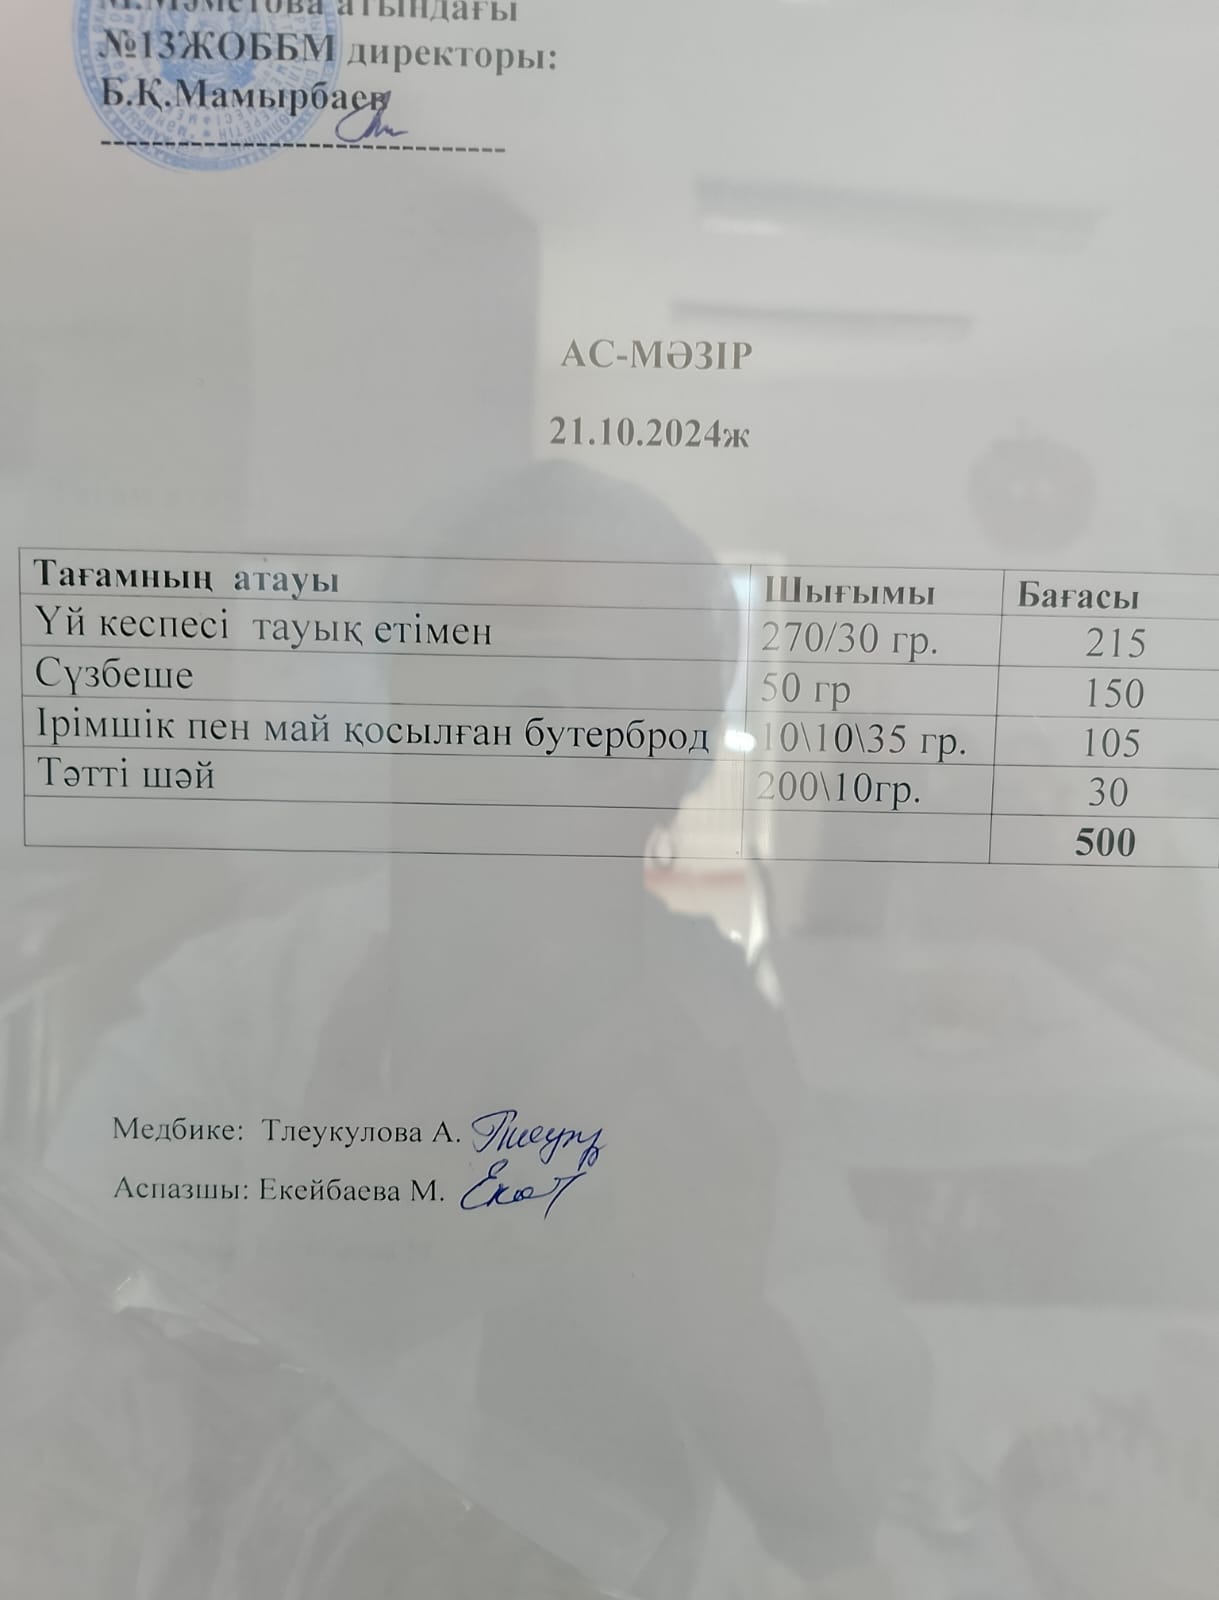 М.Мәметова атындағы
№13ЖОББМ директоры:
Б.Қ.Мамырбаев
АС-МӘЗІР
21.10.2024ж
Тағамның атауы Шығымы Бағасы
Үй кеспесі тауық етімен 270/30 гр. 215
Сүзбеше 50 гр 150
Ірімшік пен май қосылған бутерброд 10\10\35 гр. 105
Тәтті шәй 200\10гр. 30
500
Медбике: Тлеукулова А.
Аспазшы: Екейбаева М.